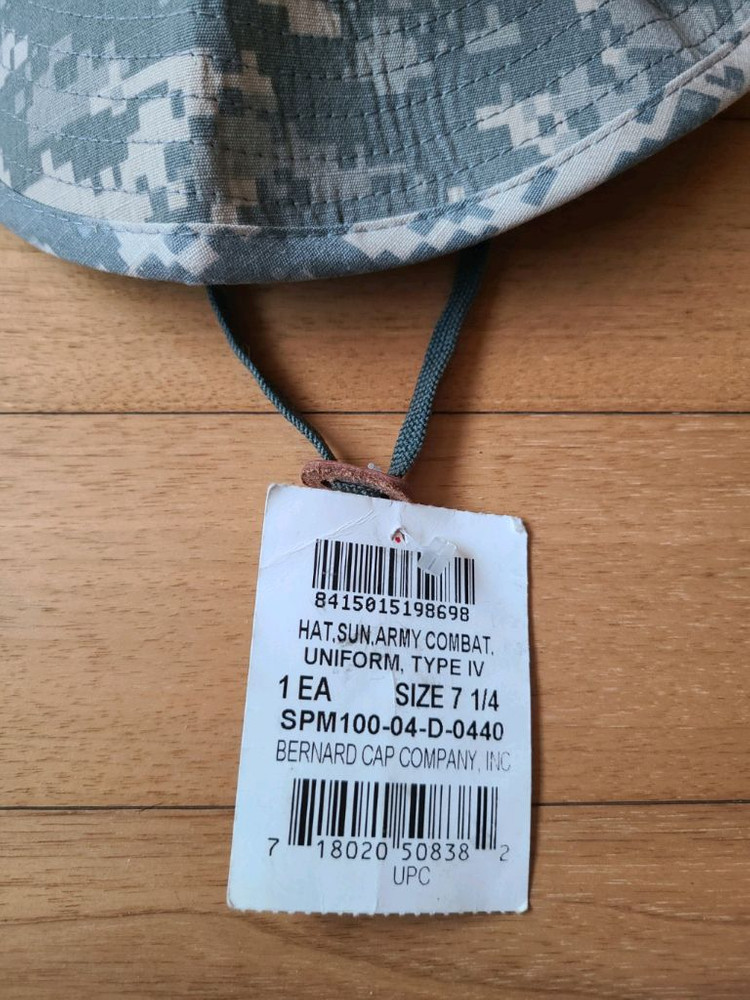 8415015198698
HAT,SUN,ARMY COMBAT,
UNIFORM, TYPE IV
1 EA SIZE 7 1/4
SPM100-04-D-0440
BERNARD CAP COMPANY, INC
7 18020 50838 2
UPC